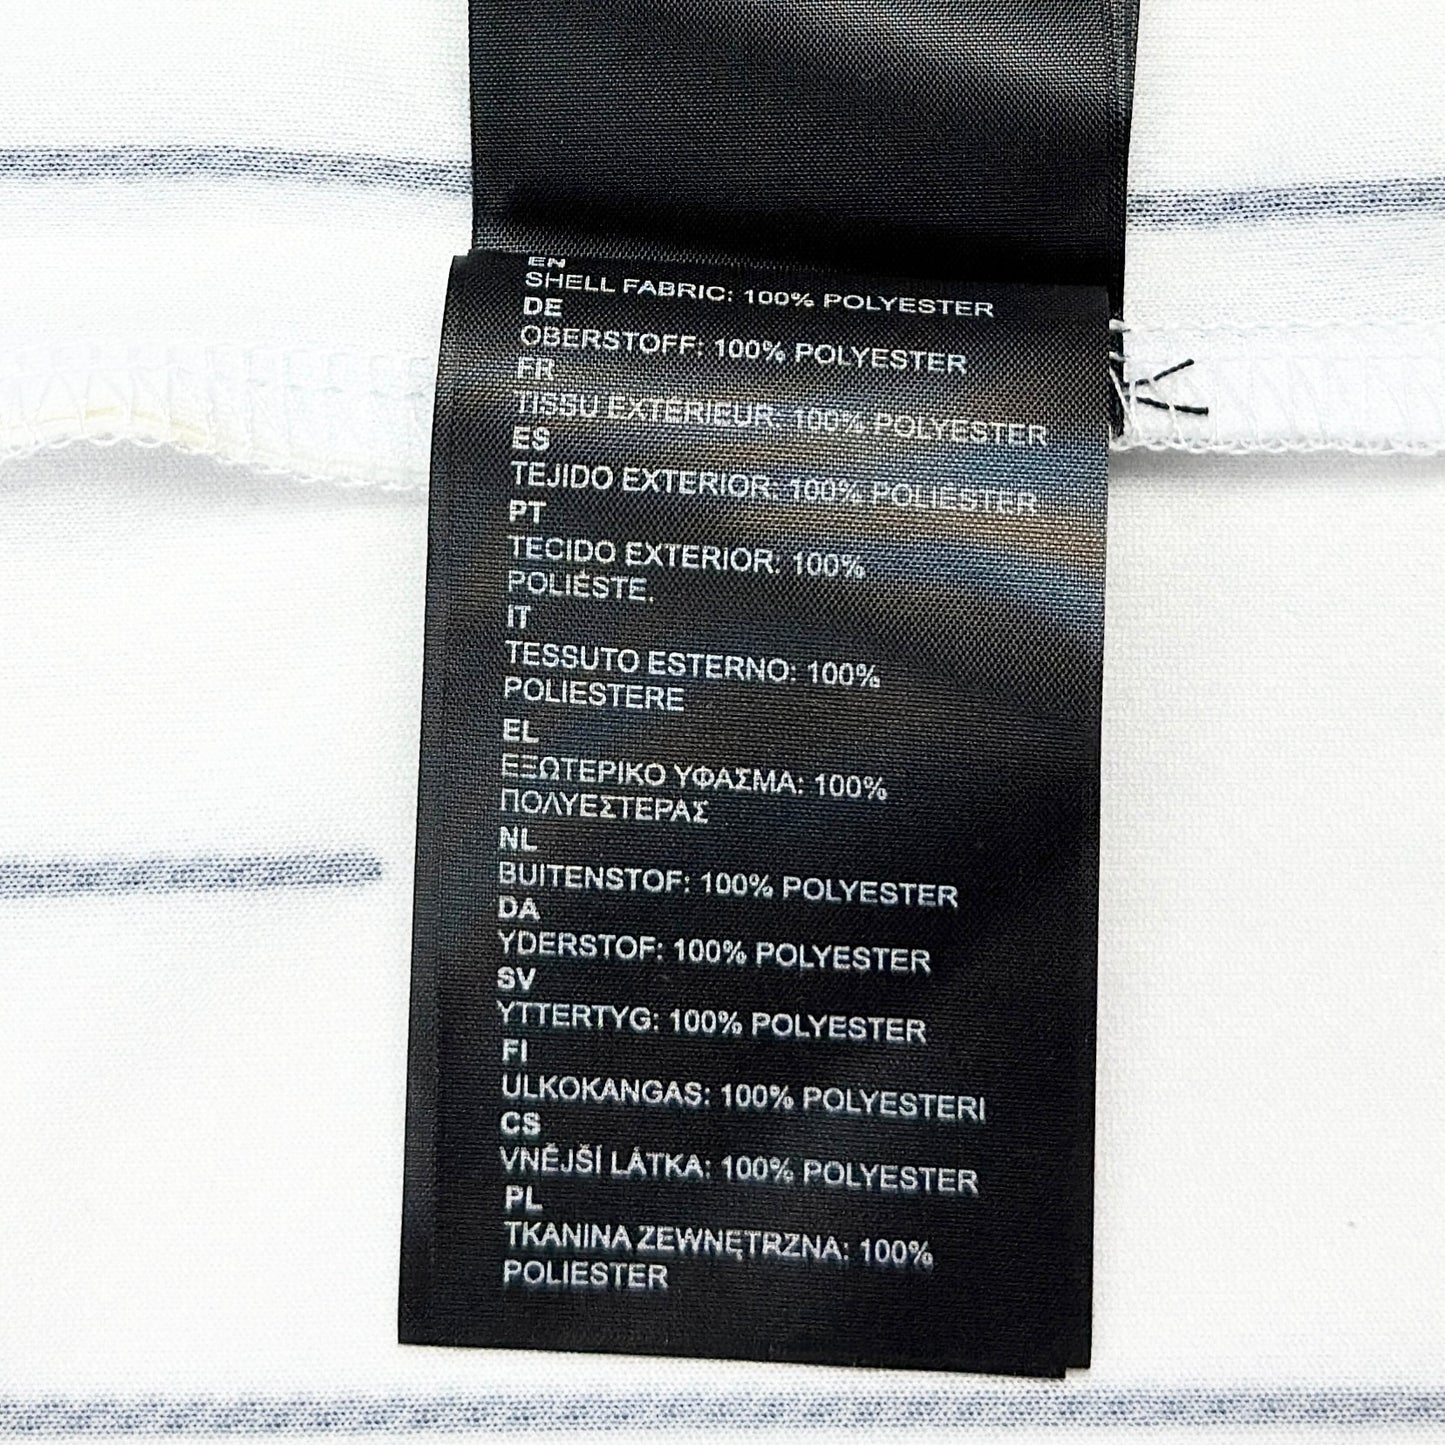 EN
SHELL FABRIC: 100% POLYESTER
DE
OBERSTOFF: 100% POLYESTER
FR
TISSU EXTERIEUR: 100% POLYESTER
ES
TEJIDO EXTERIOR: 100% POLIÉSTER
PT
TECIDO EXTERIOR: 100%
POLIÉSTE.
IT
TESSUTO ESTERNO: 100%
POLIESTERE
EL
ΕΞΩΤΕΡΙΚΟ ΥΦΑΣΜΑ: 100%
ΠΟΛΥΕΣΤΕΡΑΣ
NL
BUITENSTOF: 100% POLYESTER
DA
YDERSTOF: 100% POLYESTER
SV
YTTERTYG: 100% POLYESTER
FI
ULKOKANGAS: 100% POLYESTERI
CS
VNĚJŠÍ LÁTKA: 100% POLYESTER
PL
TKANINA ZEWNĘTRZNA: 100%
POLIESTER